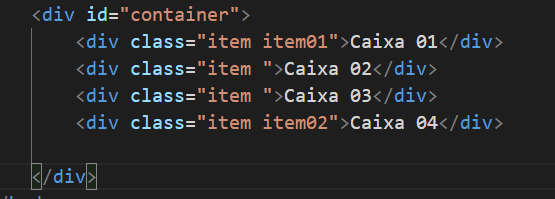 <div id="container">
<div class="item item01">Caixa 01</div>
<div class="item ">Caixa 02</div>
<div class="item ">Caixa 03</div>
<div class="item item02">Caixa 04</div>
</div>